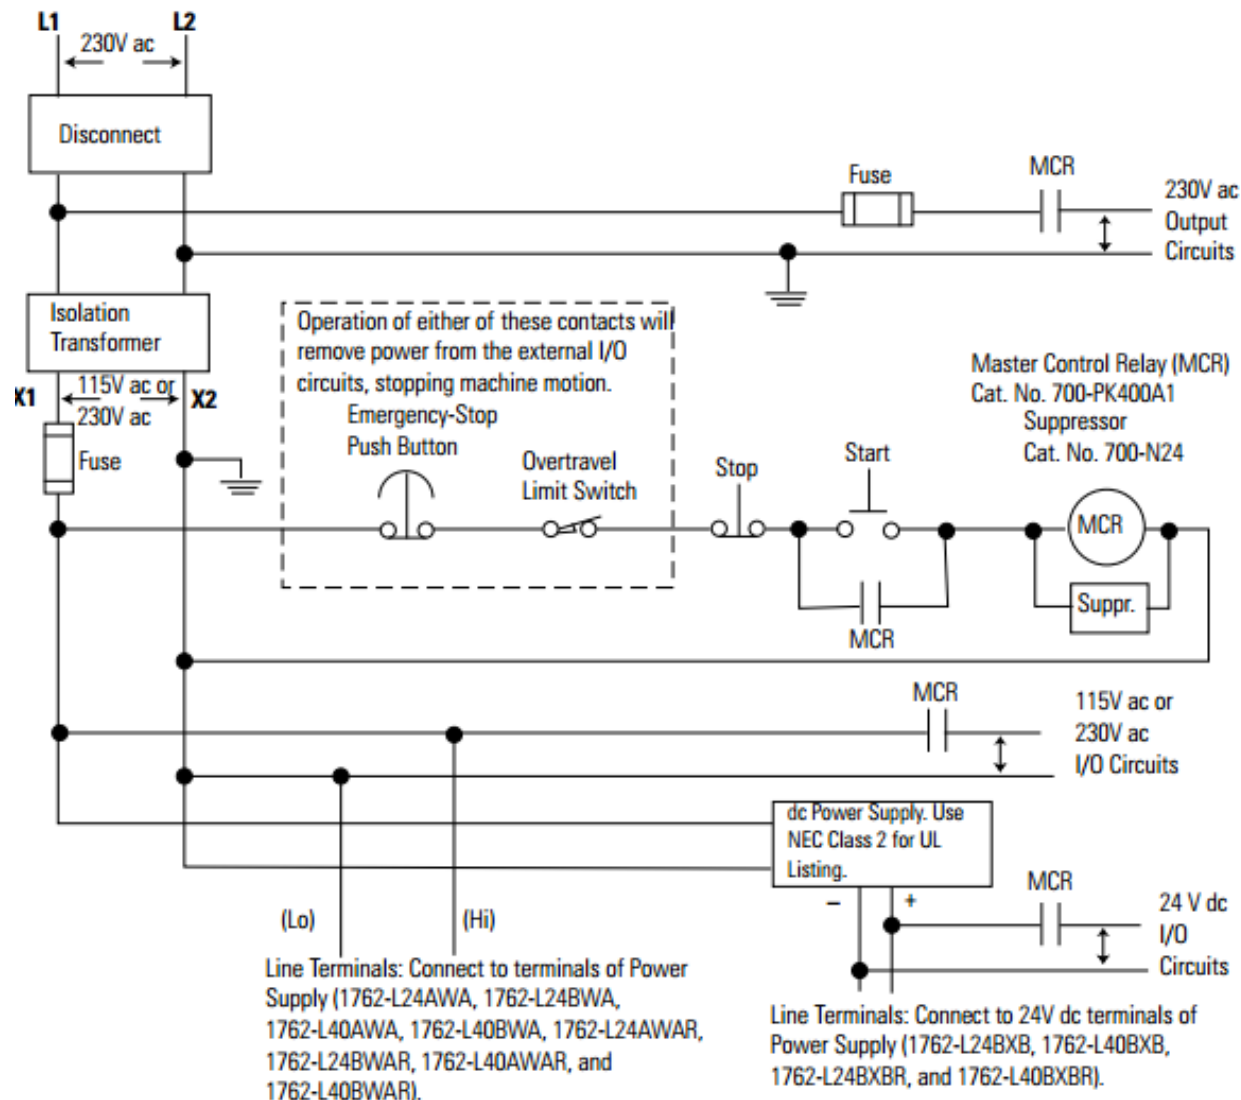 L1
L2
230V ac
Disconnect
Fuse
MCR
230V ac
Output
Circuits
Isolation
Transformer
X1
115V ac or
230V ac
X2
Fuse
Operation of either of these contacts will
remove power from the external I/O
circuits, stopping machine motion.
Emergency-Stop
Push Button
Overtravel
Limit Switch
Stop
Start
Master Control Relay (MCR)
Cat. No. 700-PK400A1
Suppressor
Cat. No. 700-N24
MCR
Suppr.
MCR
MCR
115V ac or
230V ac
I/O Circuits
dc Power Supply. Use
NEC Class 2 for UL
Listing.
–
+
MCR
24 V dc
I/O
Circuits
(Lo)
(Hi)
Line Terminals: Connect to terminals of Power
Supply (1762-L24AWA, 1762-L24BWA,
1762-L40AWA, 1762-L40BWA, 1762-L24AWAR,
1762-L24BWAR, 1762-L40AWAR, and
1762-L40BWAR).
Line Terminals: Connect to 24V dc terminals of
Power Supply (1762-L24BXB, 1762-L40BXB,
1762-L24BXBR, and 1762-L40BXBR).